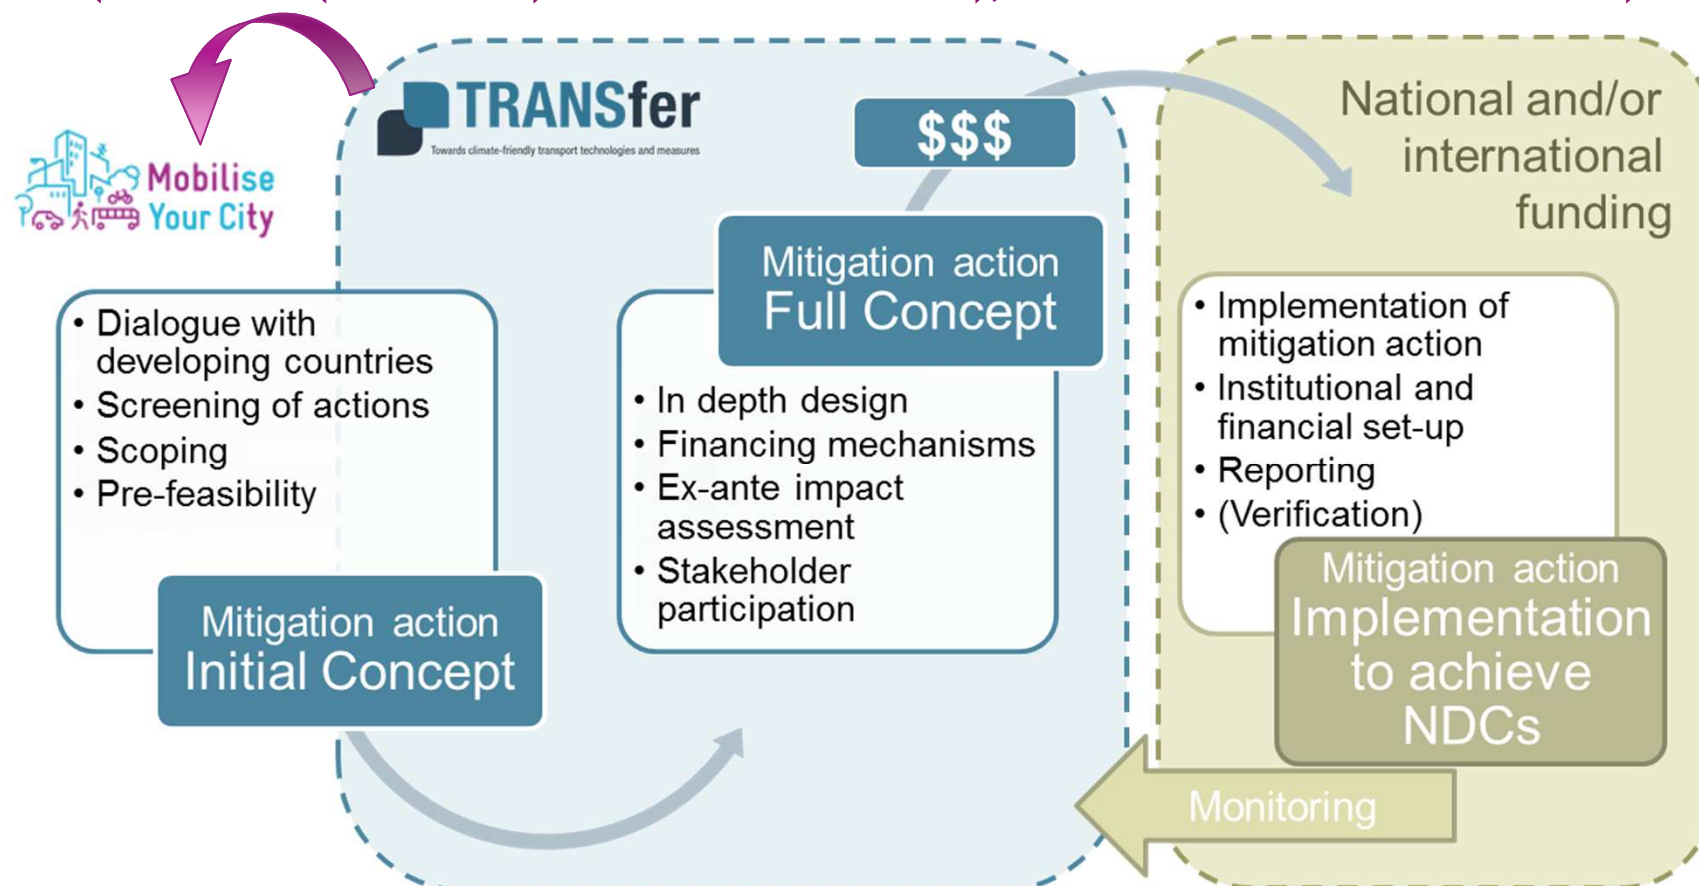 TRANSfer
Towards climate-friendly transport technologies and measures
Mobilise
Your City
$$$
National and/or
international
funding
• Dialogue with
developing countries
• Screening of actions
• Scoping
• Pre-feasibility
Mitigation action
Initial Concept
Mitigation action
Full Concept
• In depth design
• Financing mechanisms
• Ex-ante impact
assessment
• Stakeholder
participation
• Implementation of
mitigation action
• Institutional and
financial set-up
• Reporting
• (Verification)
Mitigation action
Implementation
to achieve
NDCs
Monitoring